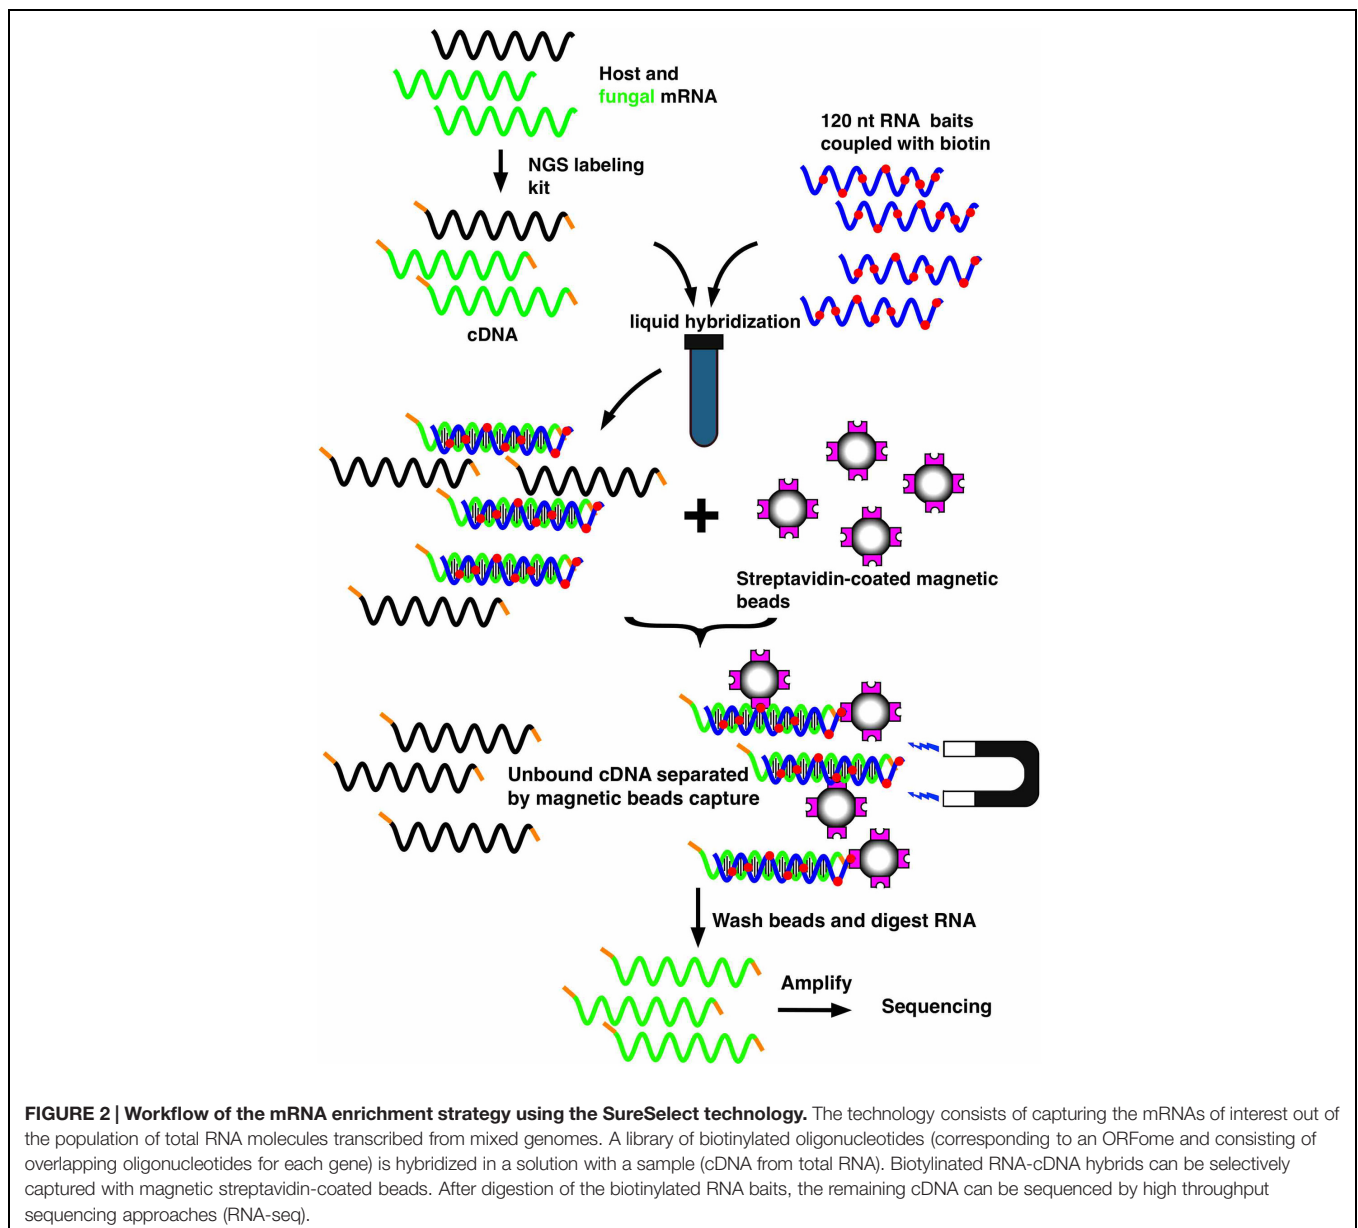 Host and
fungal mRNA
120 nt RNA baits
coupled with biotin
NGS labeling
kit
cDNA
liquid hybridization
Streptavidin-coated magnetic
beads
Unbound cDNA separated
by magnetic beads capture
Wash beads and digest RNA
Amplify
Sequencing
FIGURE 2 | Workflow of the mRNA enrichment strategy using the SureSelect technology. The technology consists of capturing the mRNAs of interest out of
the population of total RNA molecules transcribed from mixed genomes. A library of biotinylated oligonucleotides (corresponding to an ORFome and consisting of
overlapping oligonucleotides for each gene) is hybridized in a solution with a sample (cDNA from total RNA). Biotylinated RNA-cDNA hybrids can be selectively
captured with magnetic streptavidin-coated beads. After digestion of the biotinylated RNA baits, the remaining cDNA can be sequenced by high throughput
sequencing approaches (RNA-seq).